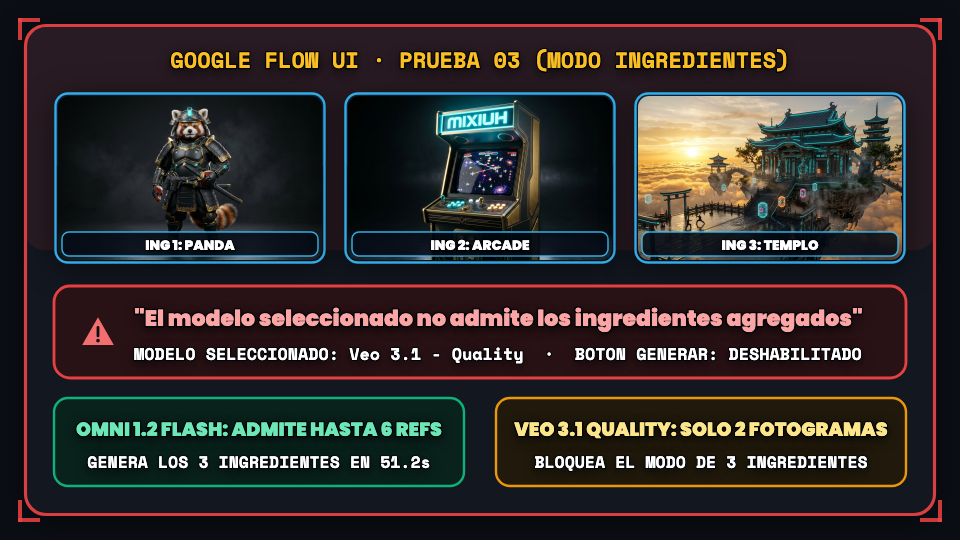 GOOGLE FLOW UI · PRUEBA 03 (MODO INGREDIENTES)
MIXIUH
ING 1: PANDA
ING 2: ARCADE
ING 3: TEMPLO
"El modelo seleccionado no admite los ingredientes agregados"
MODELO SELECCIONADO: Veo 3.1 - Quality · BOTON GENERAR: DESHABILITADO
OMNI 1.2 FLASH: ADMITE HASTA 6 REFS
GENERA LOS 3 INGREDIENTES EN 51.2s
VEO 3.1 QUALITY: SOLO 2 FOTOGRAMAS
BLOQUEA EL MODO DE 3 INGREDIENTES